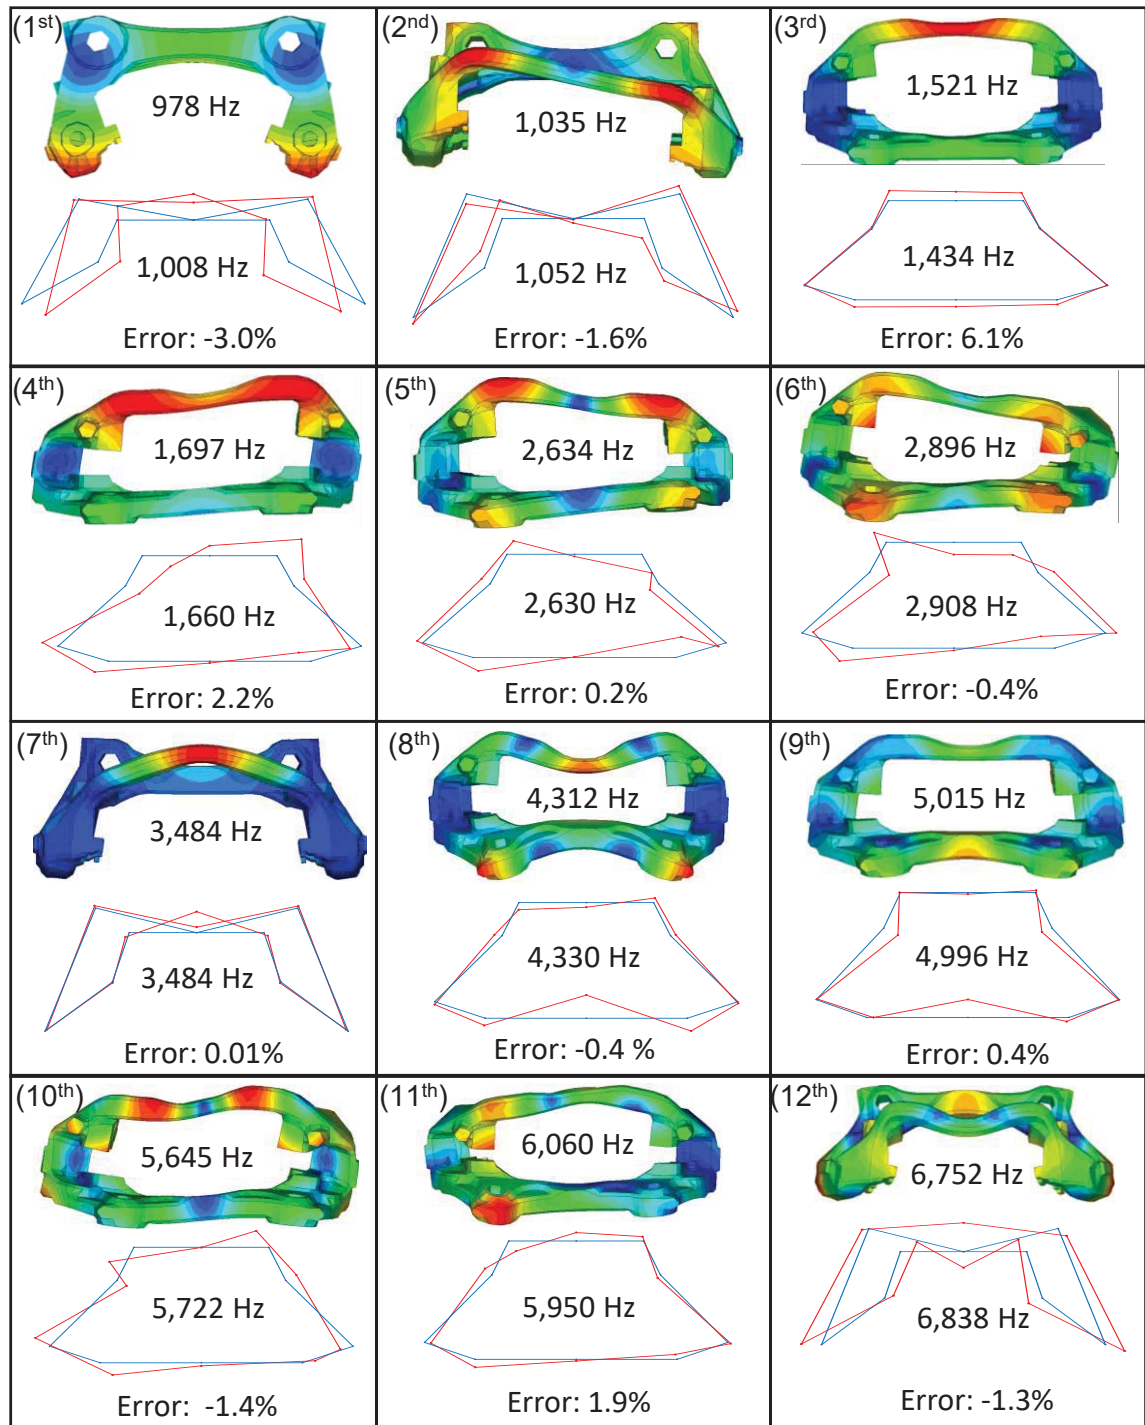 (1st)
978 Hz
1,008 Hz
Error: -3.0%
(2nd)
1,035 Hz
1,052 Hz
Error: -1.6%
(3rd)
1,521 Hz
1,434 Hz
Error: 6.1%
(4th)
1,697 Hz
1,660 Hz
Error: 2.2%
(5th)
2,634 Hz
2,630 Hz
Error: 0.2%
(6th)
2,896 Hz
2,908 Hz
Error: -0.4%
(7th)
3,484 Hz
3,484 Hz
Error: 0.01%
(8th)
4,312 Hz
4,330 Hz
Error: -0.4 %
(9th)
5,015 Hz
4,996 Hz
Error: 0.4%
(10th)
5,645 Hz
5,722 Hz
Error: -1.4%
(11th)
6,060 Hz
5,950 Hz
Error: 1.9%
(12th)
6,752 Hz
6,838 Hz
Error: -1.3%